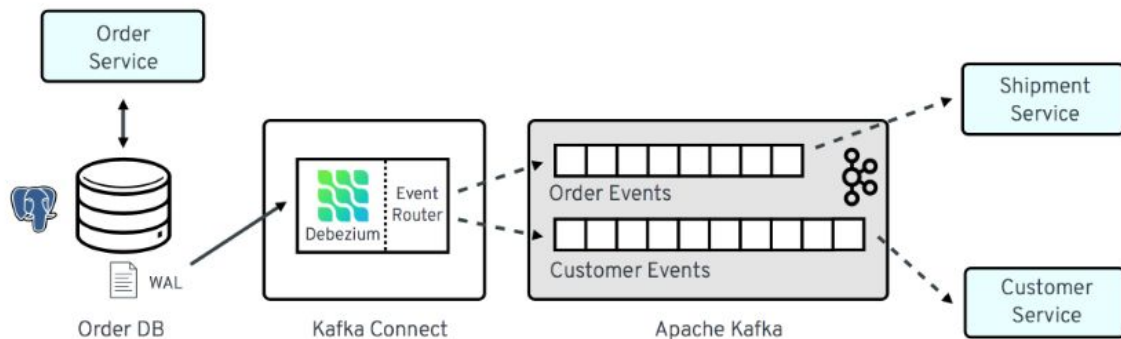 Order
Service
WAL
Order DB
Debezium
Event
Router
Kafka Connect
Order Events
Customer Events
Apache Kafka
Shipment
Service
Customer
Service